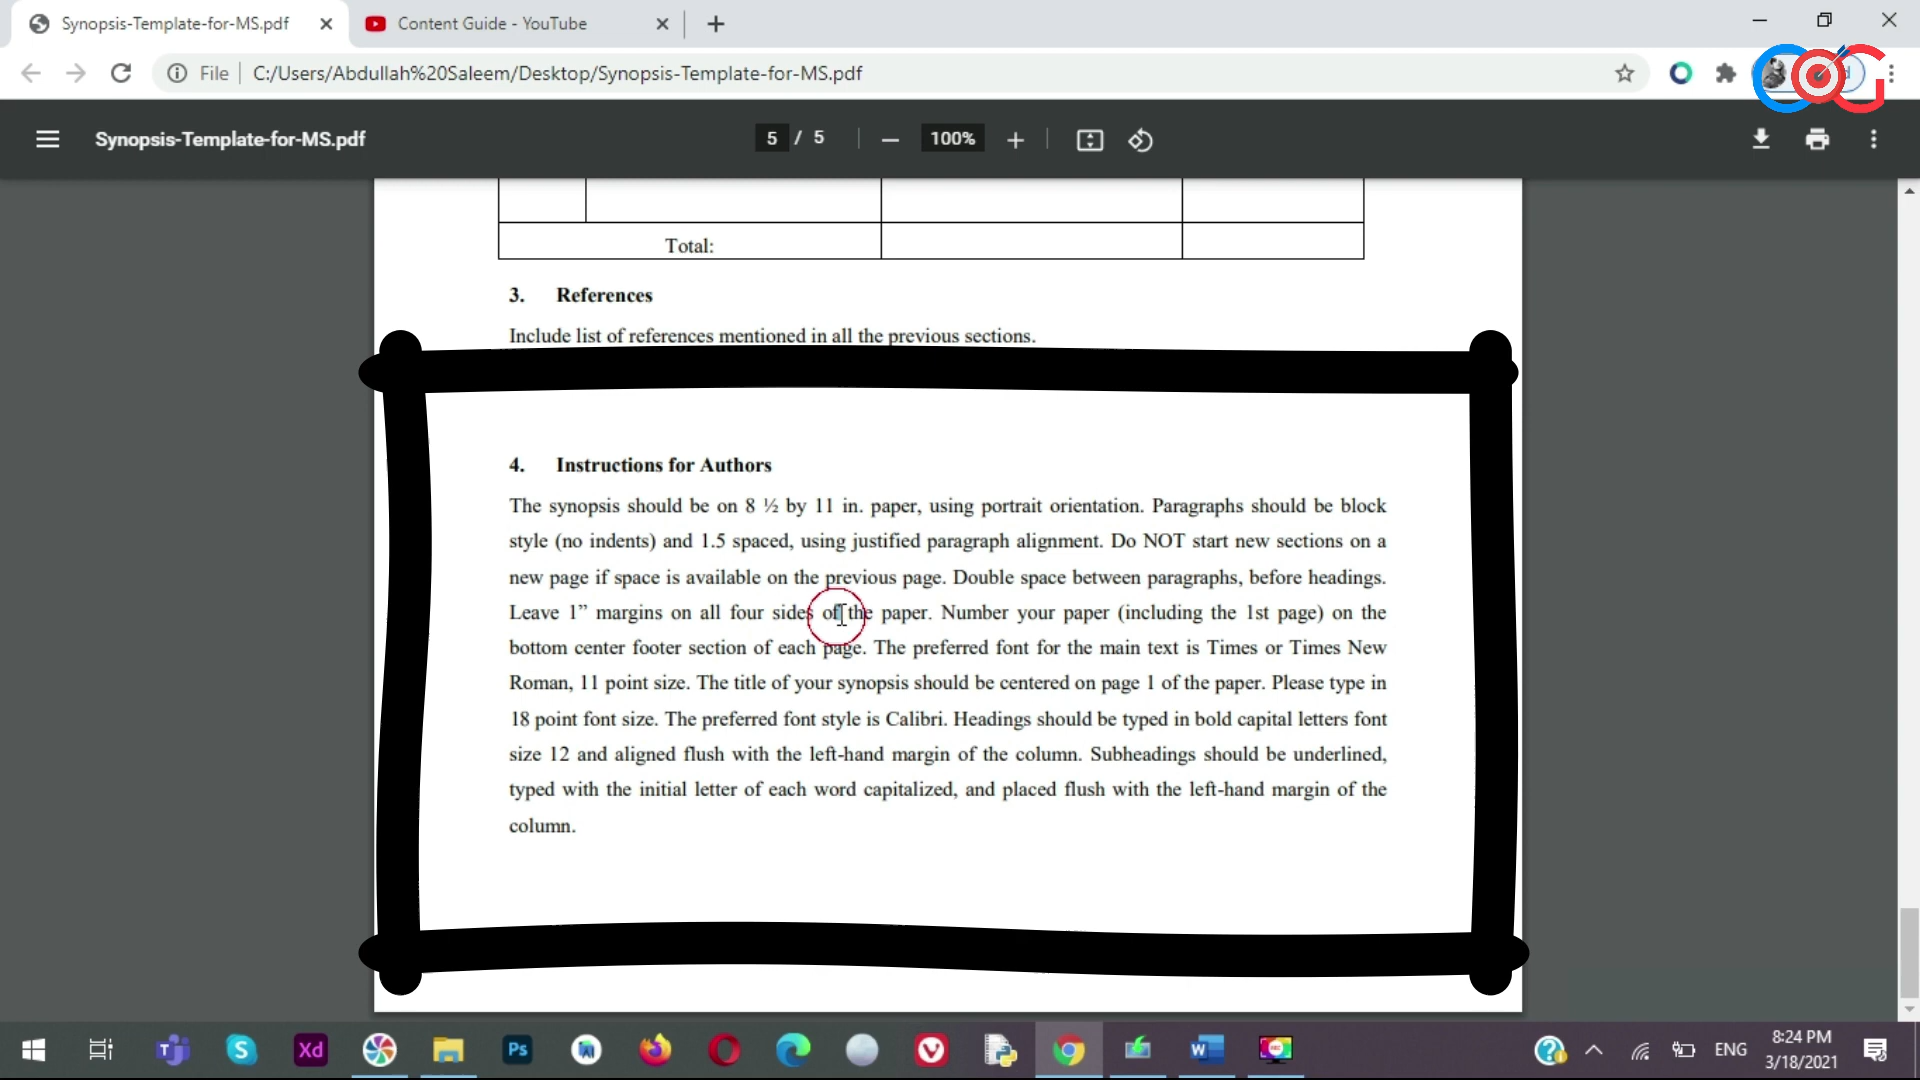 Synopsis-Template-for-MS.pdf
Content Guide - YouTube
File
C:/Users/Abdullah%20Saleem/Desktop/Synopsis-Template-for-MS.pdf
Synopsis-Template-for-MS.pdf
5 / 5
100%
Total:
3. References
Include list of references mentioned in all the previous sections.
4. Instructions for Authors
The synopsis should be on 8 ½ by 11 in. paper, using portrait orientation. Paragraphs should be block
style (no indents) and 1.5 spaced, using justified paragraph alignment. Do NOT start new sections on a
new page if space is available on the previous page. Double space between paragraphs, before headings.
Leave 1” margins on all four sides of the paper. Number your paper (including the 1st page) on the
bottom center footer section of each page. The preferred font for the main text is Times or Times New
Roman, 11 point size. The title of your synopsis should be centered on page 1 of the paper. Please type in
18 point font size. The preferred font style is Calibri. Headings should be typed in bold capital letters font
size 12 and aligned flush with the left-hand margin of the column. Subheadings should be underlined,
typed with the initial letter of each word capitalized, and placed flush with the left-hand margin of the
column.
Xd
Ps
ENG
8:24 PM
3/18/2021